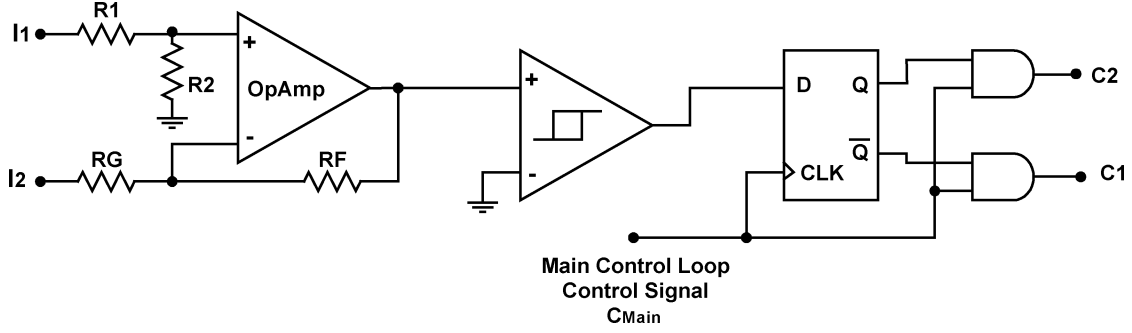 R1
I1
+
R2
OpAmp
-
RG
RF
I2
+
-
D
Q
Q
CLK
C2
C1
Main Control Loop
Control Signal
CMain